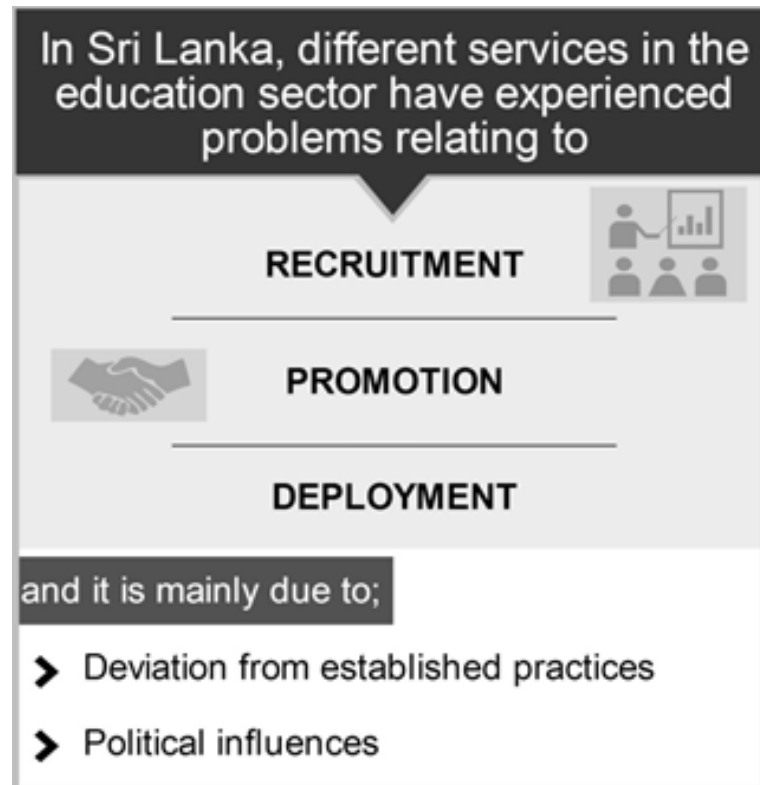 In Sri Lanka, different services in the
education sector have experienced
problems relating to
RECRUITMENT
PROMOTION
DEPLOYMENT
and it is mainly due to;
Deviation from established practices
Political influences